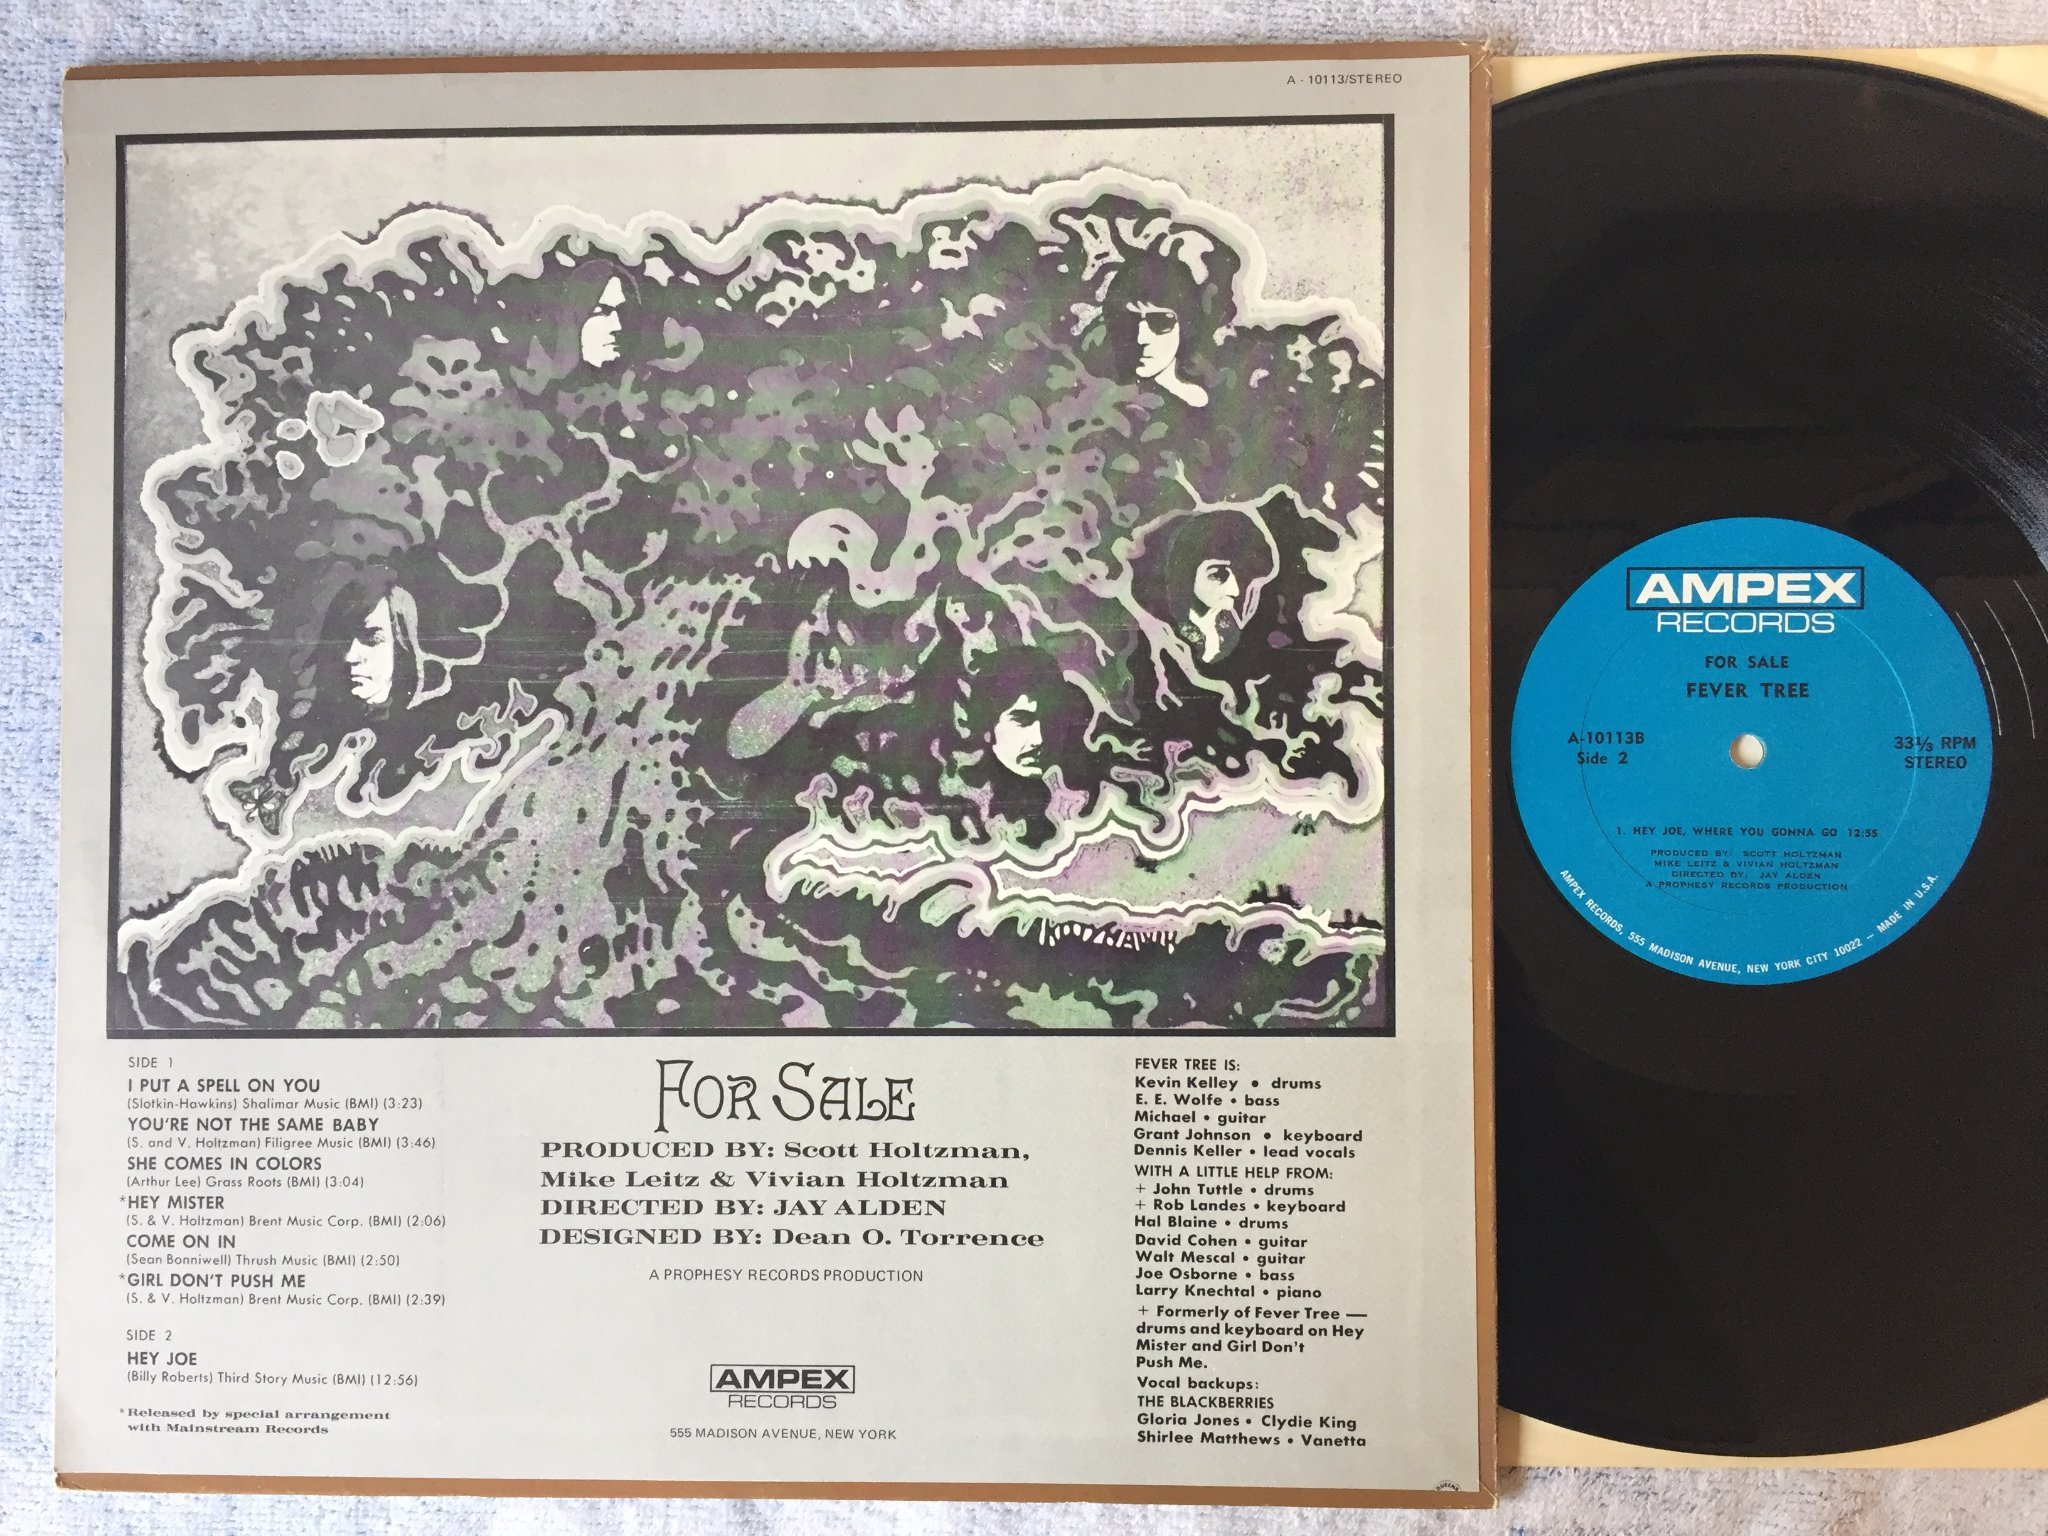 A - 10113/STEREO
SIDE 1
I PUT A SPELL ON YOU
(Slotkin-Hawkins) Shalimar Music (BMI) (3:23)
YOU'RE NOT THE SAME BABY
(S. and V. Holtzman) Filigree Music (BMI) (3:46)
SHE COMES IN COLORS
(Arthur Lee) Grass Roots (BMI) (3:04)
*HEY MISTER
(S. & V. Holtzman) Brent Music Corp. (BMI) (2:06)
COME ON IN
(Sean Bonniwell) Thrush Music (BMI) (2:50)
*GIRL DON'T PUSH ME
(S. & V. Holtzman) Brent Music Corp. (BMI) (2:39)
SIDE 2
HEY JOE
(Billy Roberts) Third Story Music (BMI) (12:56)
*Released by special arrangement
with Mainstream Records
FOR SALE
PRODUCED BY: Scott Holtzman,
Mike Leitz & Vivian Holtzman
DIRECTED BY: JAY ALDEN
DESIGNED BY: Dean O. Torrence
A PROPHESY RECORDS PRODUCTION
AMPEX
RECORDS
555 MADISON AVENUE, NEW YORK
FEVER TREE IS:
Kevin Kelley • drums
E. E. Wolfe • bass
Michael • guitar
Grant Johnson • keyboard
Dennis Keller • lead vocals
WITH A LITTLE HELP FROM:
+ John Tuttle • drums
+ Rob Landes • keyboard
Hal Blaine • drums
David Cohen • guitar
Walt Mescal • guitar
Joe Osborne • bass
Larry Knechtal • piano
+ Formerly of Fever Tree —
drums and keyboard on Hey
Mister and Girl Don't
Push Me.
Vocal backups:
THE BLACKBERRIES
Gloria Jones • Clydie King
Shirlee Matthews • Vanetta
AMPEX
RECORDS
FOR SALE
FEVER TREE
A-10113B
Side 2
33⅓ RPM
STEREO
1. HEY JOE, WHERE YOU GONNA GO 12:55
PRODUCED BY: SCOTT HOLTZMAN
MIKE LEITZ & VIVIAN HOLTZMAN
DIRECTED BY: JAY ALDEN
A PROPHESY RECORDS PRODUCTION
AMPEX RECORDS, 555 MADISON AVENUE, NEW YORK CITY 10022 — MADE IN U.S.A.